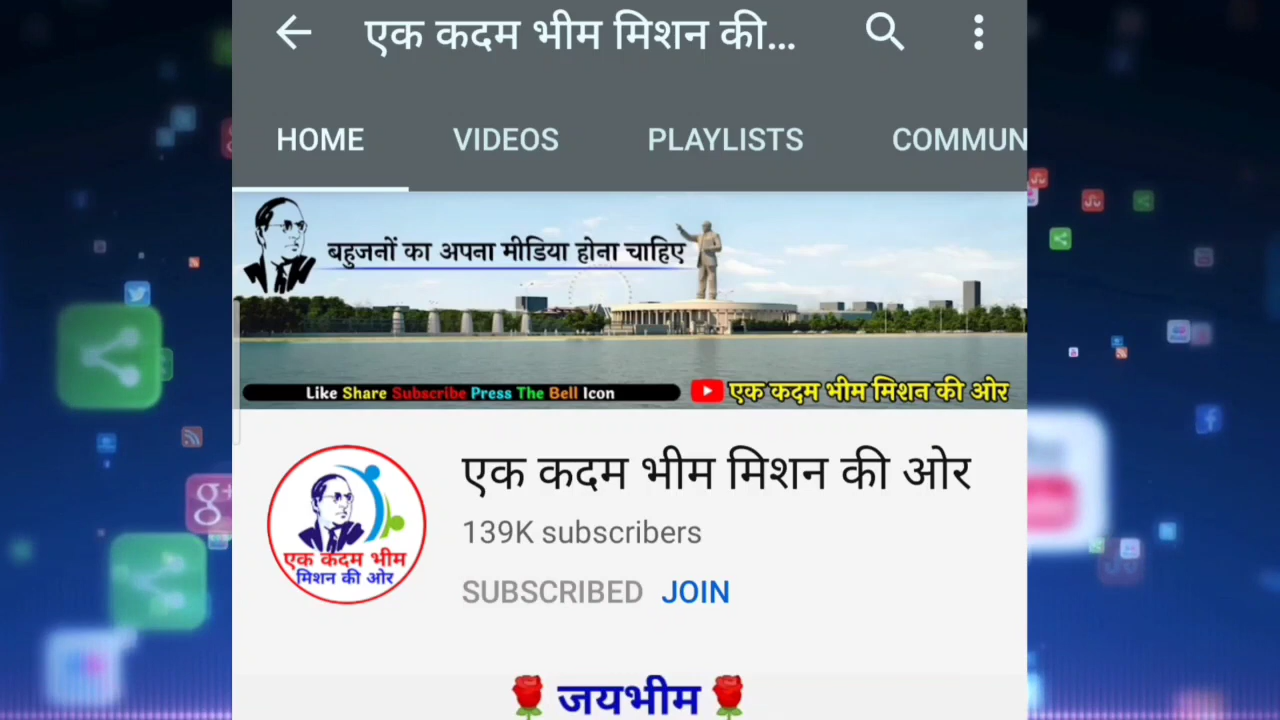 एक कदम भीम मिशन की...
HOME VIDEOS PLAYLISTS COMMUN
बहुजनों का अपना मीडिया होना चाहिए
Like Share Subscribe Press The Bell Icon
एक कदम भीम मिशन की ओर
एक कदम भीम मिशन की ओर
139K subscribers
SUBSCRIBED JOIN
एक कदम भीम
मिशन की ओर
जयभीम